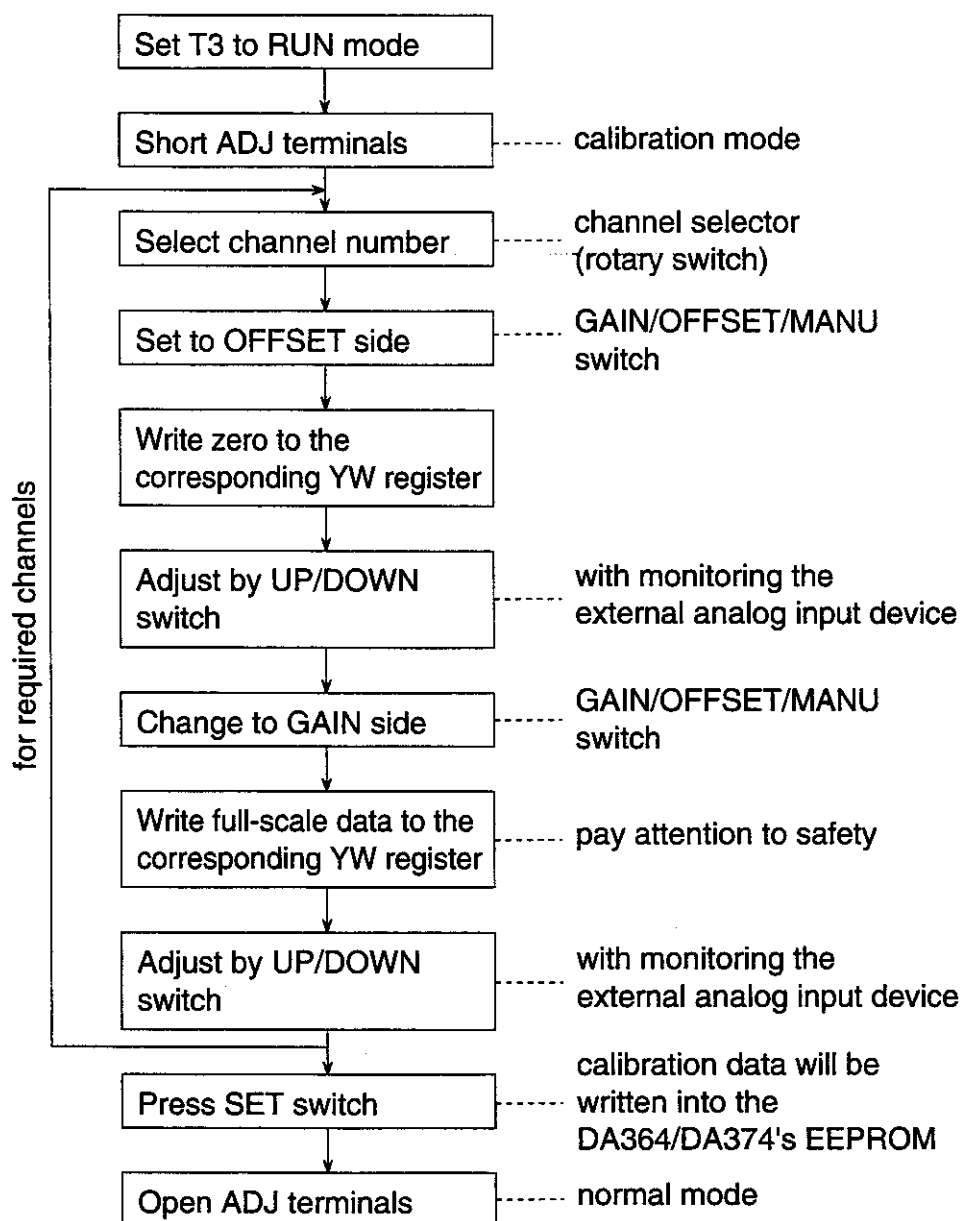 Set T3 to RUN mode
Short ADJ terminals
calibration mode
Select channel number
channel selector
(rotary switch)
Set to OFFSET side
GAIN/OFFSET/MANU
switch
Write zero to the
corresponding YW register
Adjust by UP/DOWN
switch
with monitoring the
external analog input device
Change to GAIN side
GAIN/OFFSET/MANU
switch
Write full-scale data to the
corresponding YW register
pay attention to safety
Adjust by UP/DOWN
switch
with monitoring the
external analog input device
for required channels
Press SET switch
calibration data will be
written into the
DA364/DA374's EEPROM
Open ADJ terminals
normal mode